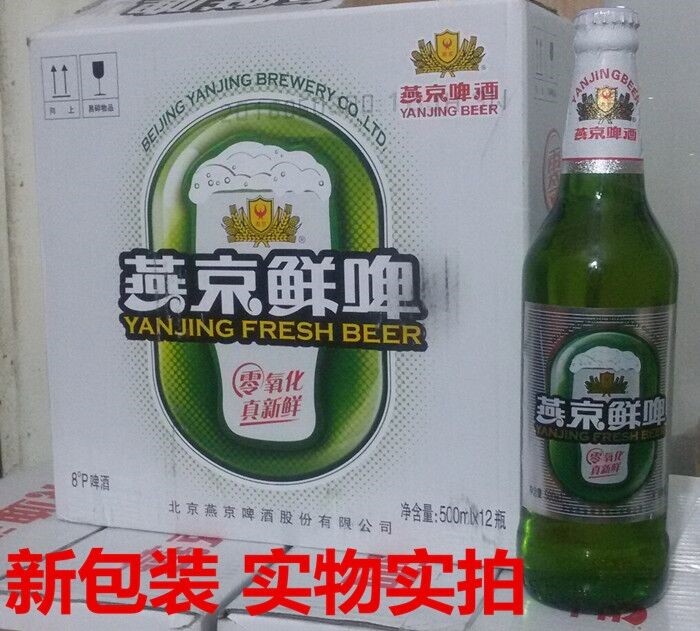 向 上
易碎物品
燕京啤酒
YANJING BEER
BEIJING YANJING BREWERY CO.,LTD.
燕京鲜啤
YANJING FRESH BEER
零氧化
真新鲜
8°P啤酒
北京燕京啤酒股份有限公司
净含量:500ml×12瓶
YANJINGBEER
燕京啤酒
燕京鲜啤
YANJING FRESH BEER
零氧化
真新鲜
新包装 实物实拍